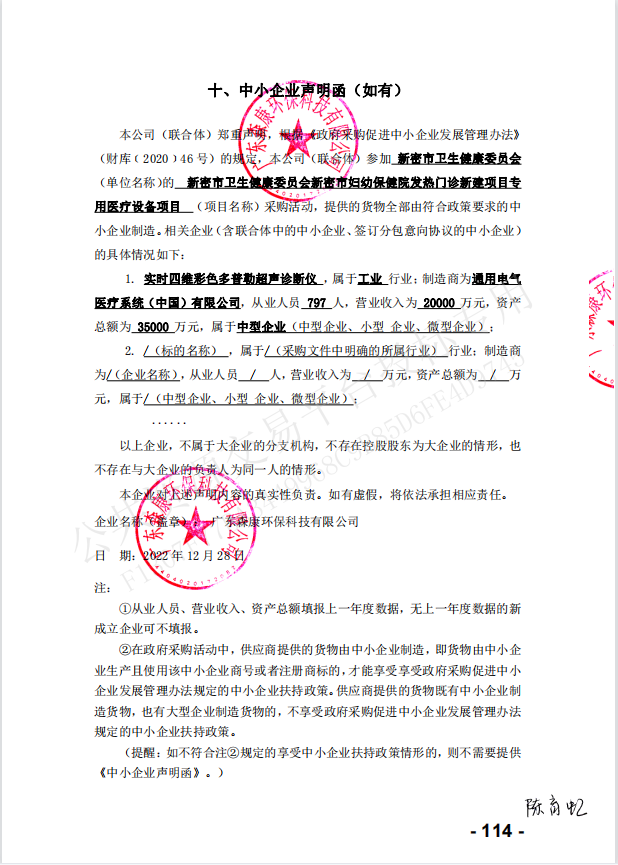 十、中小企业声明函（如有）
本公司（联合体）郑重声明，根据《政府采购促进中小企业发展管理办法》
（财库﹝2020﹞46 号）的规定，本公司（联合体）参加 新密市卫生健康委员会
（单位名称）的 新密市卫生健康委员会新密市妇幼保健院发热门诊新建项目专
用医疗设备项目 （项目名称）采购活动，提供的货物全部由符合政策要求的中
小企业制造。相关企业（含联合体中的中小企业、签订分包意向协议的中小企业）
的具体情况如下：
1. 实时四维彩色多普勒超声诊断仪 ，属于工业 行业；制造商为通用电气
医疗系统（中国）有限公司，从业人员 797 人，营业收入为 20000 万元，资产
总额为 35000 万元，属于中型企业（中型企业、小型 企业、微型企业）；
2. /（标的名称） ，属于/（采购文件中明确的所属行业） 行业；制造商
为/（企业名称），从业人员 / 人，营业收入为 / 万元，资产总额为 / 万
元，属于/（中型企业、小型 企业、微型企业）；
······
以上企业，不属于大企业的分支机构，不存在控股股东为大企业的情形，也
不存在与大企业的负责人为同一人的情形。
本企业对上述声明内容的真实性负责。如有虚假，将依法承担相应责任。
企业名称（盖章）：广东森康环保科技有限公司
日 期：2022 年 12 月 28 日
注：
①从业人员、营业收入、资产总额填报上一年度数据，无上一年度数据的新
成立企业可不填报。
②在政府采购活动中，供应商提供的货物由中小企业制造，即货物由中小企
业生产且使用该中小企业商号或者注册商标的，才能享受享受政府采购促进中小
企业发展管理办法规定的中小企业扶持政策。供应商提供的货物既有中小企业制
造货物，也有大型企业制造货物的，不享受政府采购促进中小企业发展管理办法
规定的中小企业扶持政策。
（提醒：如不符合注②规定的享受中小企业扶持政策情形的，则不需要提供
《中小企业声明函》。）
- 114 -
广东森康环保科技有限公司
广东森康环保科技有限公司